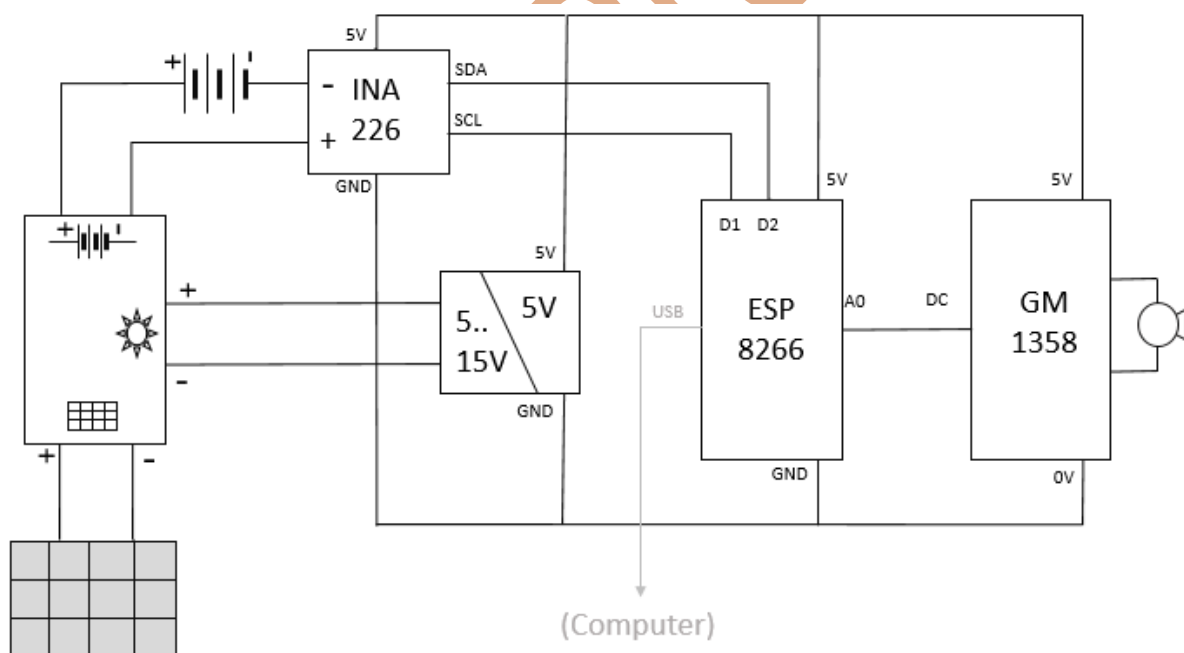 5V
+
INA
226
-
+
SDA
SCL
GND
5V
5V
+
D1 D2
+
-
5V
5..
15V
5V
USB
ESP
8266
A0
DC
GM
1358
GND
GND
0V
+
-
(Computer)